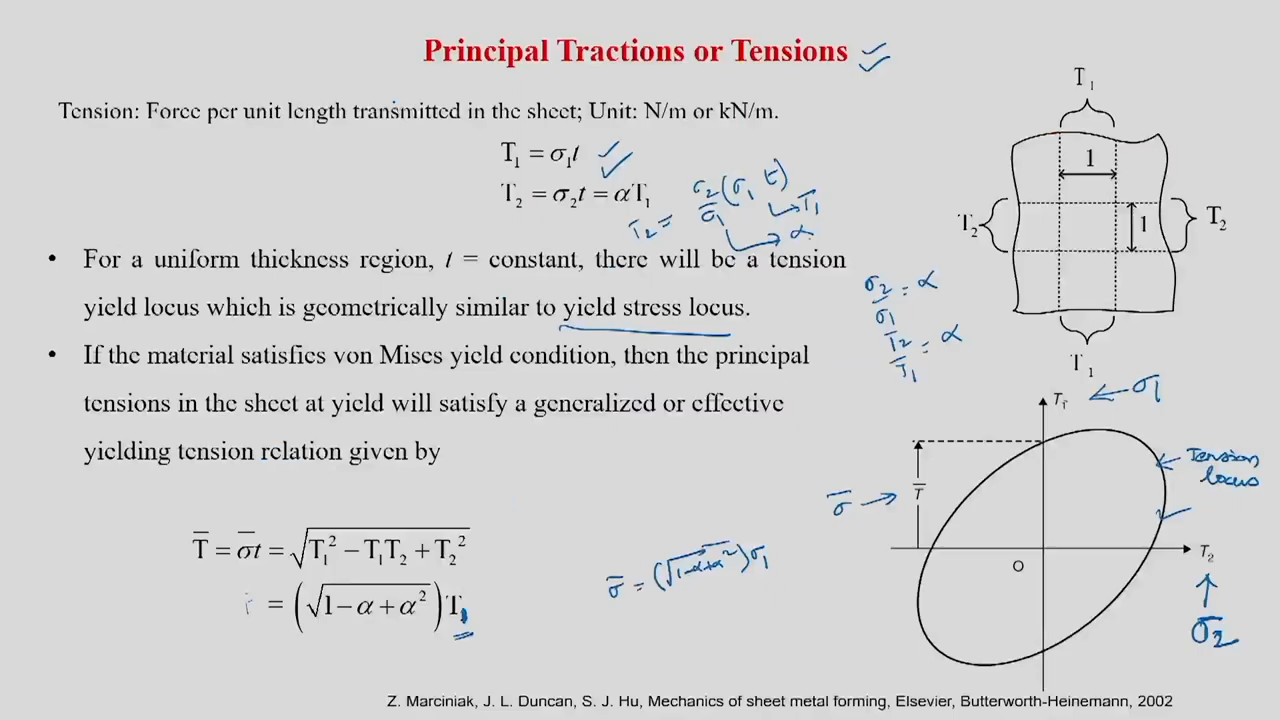 Principal Tractions or Tensions
Tension: Force per unit length transmitted in the sheet; Unit: N/m or kN/m.
T₁ = σ₁t
T₂ = σ₂t = αT₁
T₂ = σ₂/σ₁ (σ₁ t)
→ T₁
→ α
• For a uniform thickness region, t = constant, there will be a tension
yield locus which is geometrically similar to yield stress locus.
• If the material satisfies von Mises yield condition, then the principal
tensions in the sheet at yield will satisfy a generalized or effective
yielding tension relation given by
σ₂/σ₁ = α
T₂/T₁ = α
T̄ = σ̄t = √(T₁² − T₁T₂ + T₂²)
= (√(1 − α + α²)) T₁
σ̄ = (√(1-α+α²)) σ₁
T₁
1
T₂
1
T₂
T₁
T₁ ← σ₁
σ̄ → T̄
Tension
locus
O
T₂
↑
σ₂
Z. Marciniak, J. L. Duncan, S. J. Hu, Mechanics of sheet metal forming, Elsevier, Butterworth-Heinemann, 2002